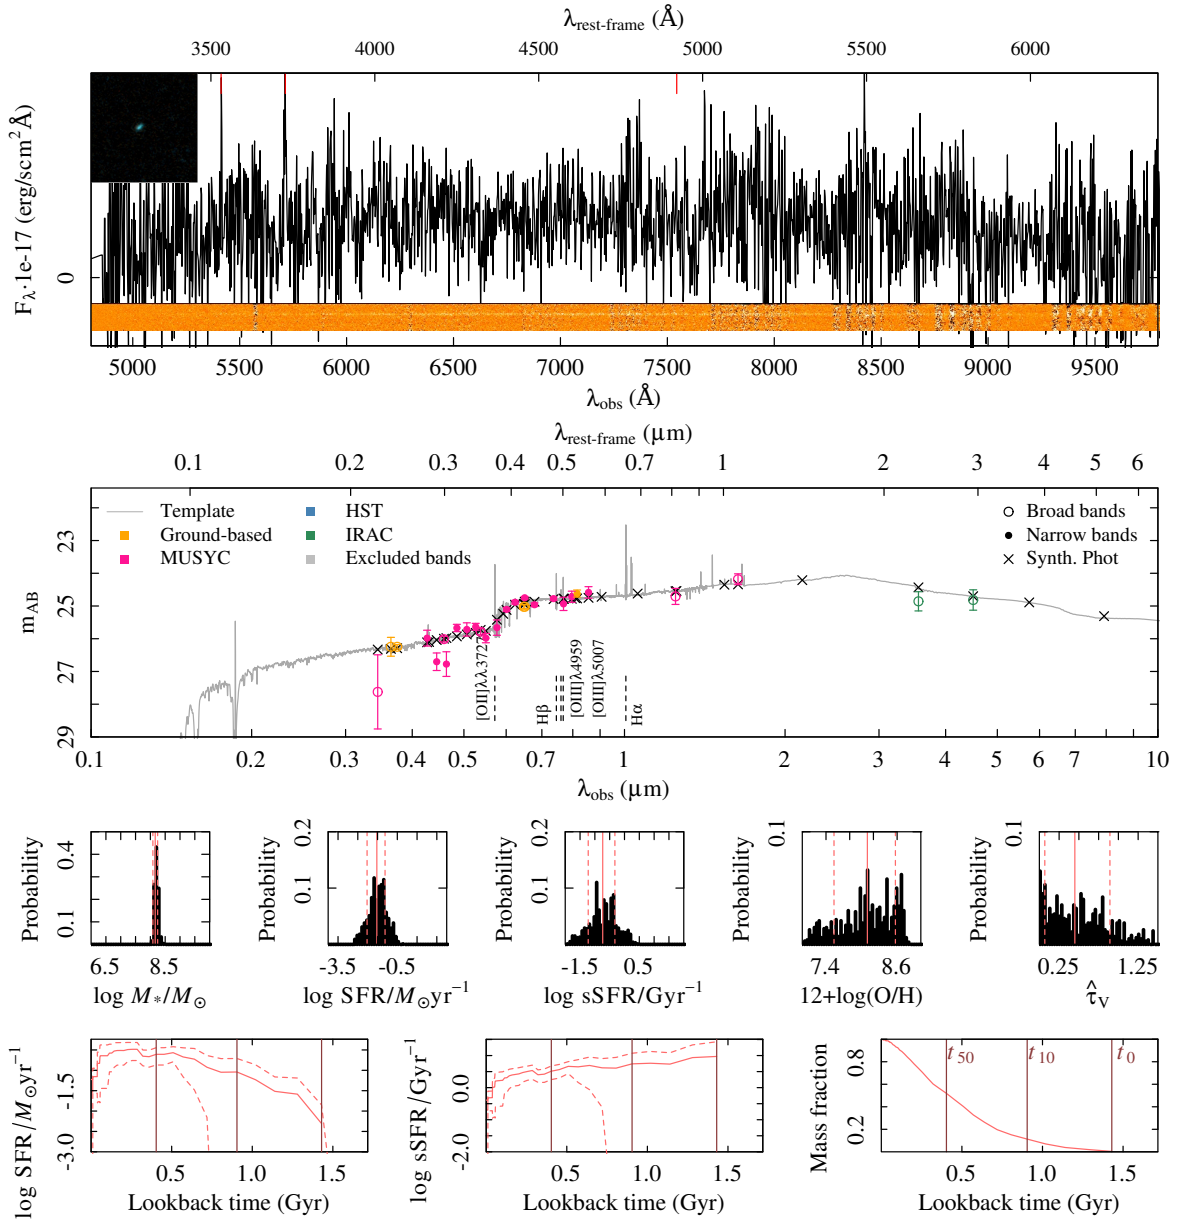 λrest-frame (Å)
3500 4000 4500 5000 5500 6000
Fλ·1e-17 (erg/scm² Å)
0
5000 5500 6000 6500 7000 7500 8000 8500 9000 9500
λobs (Å)
λrest-frame (μm)
0.1 0.2 0.3 0.4 0.5 0.7 1 2 3 4 5 6
mAB
23
25
27
29
Template
Ground-based
MUSYC
HST
IRAC
Excluded bands
Broad bands
Narrow bands
Synth. Phot
[OII]λλ3727
Hβ
[OIII]λ4959
[OIII]λ5007
Hα
0.1 0.2 0.3 0.4 0.5 0.7 1 2 3 4 5 6 7 10
λobs (μm)
Probability
0.1 0.4
6.5 8.5
log M*/M⊙
Probability
0.1 0.2
-3.5 -0.5
log SFR/M⊙yr⁻¹
Probability
0.1 0.2
-1.5 0.5
log sSFR/Gyr⁻¹
Probability
0.1
7.4 8.6
12+log(O/H)
Probability
0.1
0.25 1.25
τ̂V
log SFR/M⊙yr⁻¹
-3.0 -1.5
0.5 1.0 1.5
Lookback time (Gyr)
log sSFR/Gyr⁻¹
-2.0 0.0
0.5 1.0 1.5
Lookback time (Gyr)
Mass fraction
0.2 0.8
t50 t10 t0
0.5 1.0 1.5
Lookback time (Gyr)